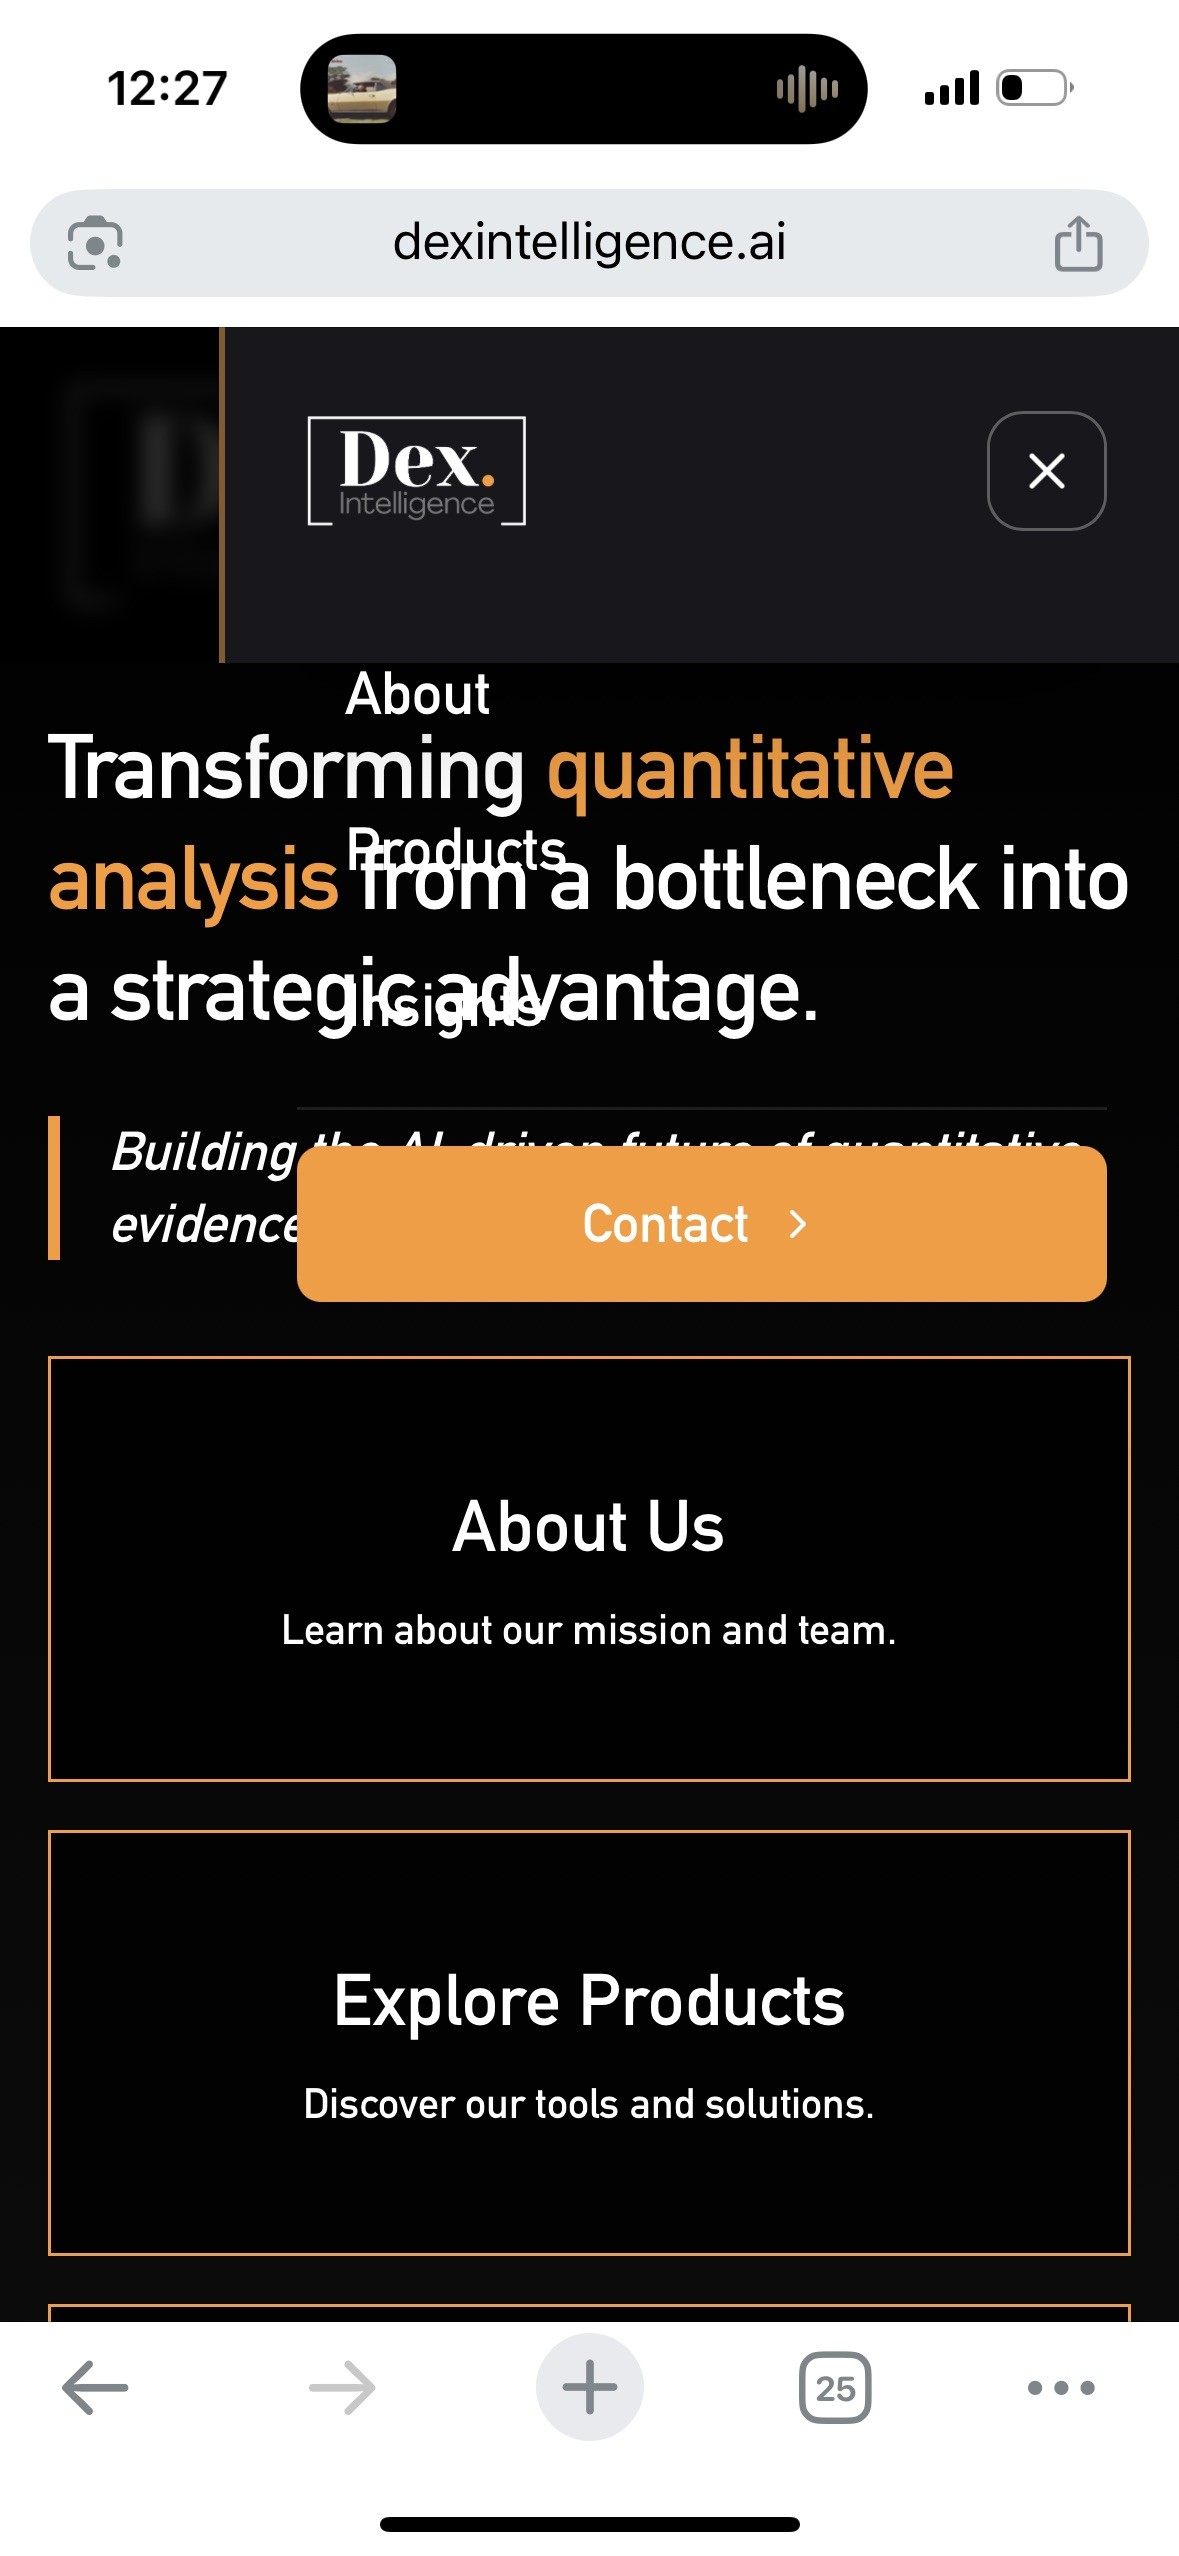 12:27
dexintelligence.ai
Dex.
Intelligence
About
Transforming quantitative
Products
analysis from a bottleneck into
a strategic advantage.
Insights
Building the AI-driven future of quantitative
evidence
Contact
About Us
Learn about our mission and team.
Explore Products
Discover our tools and solutions.
25